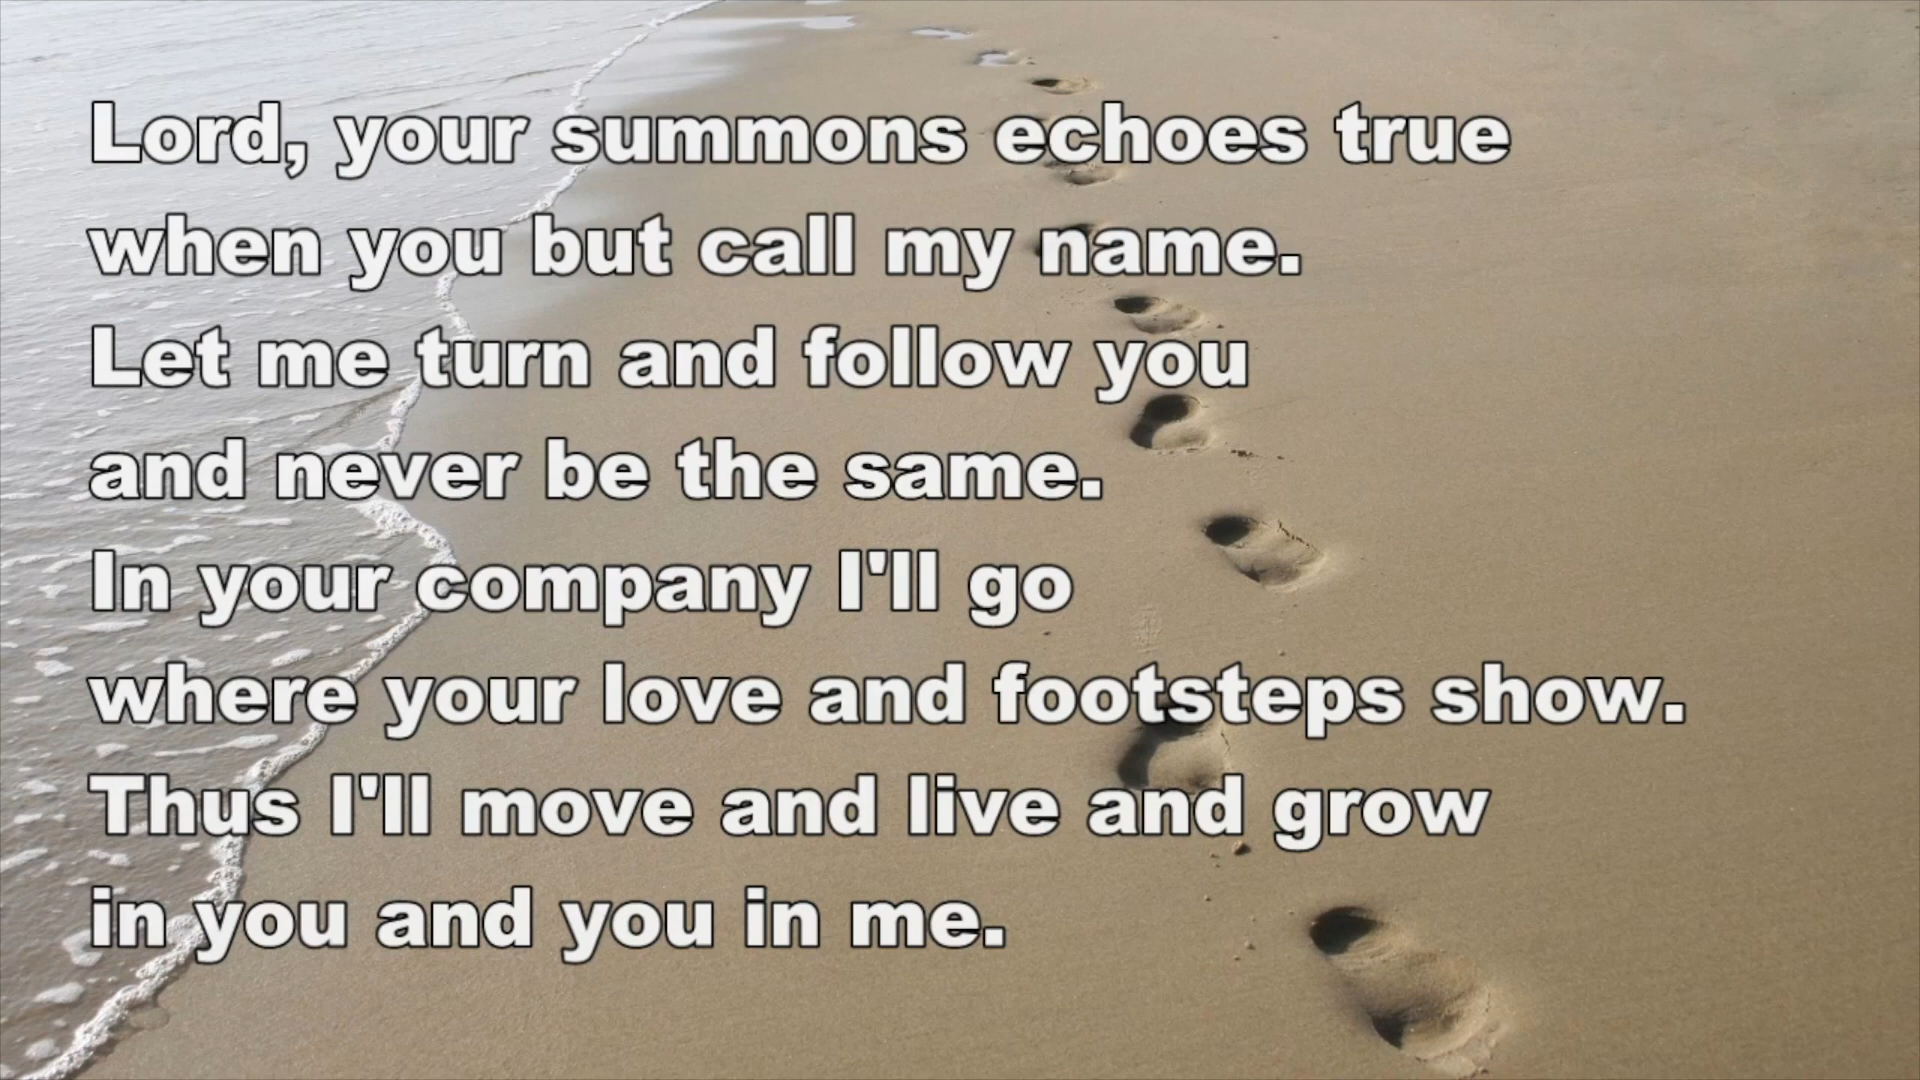 Lord, your summons echoes true
when you but call my name.
Let me turn and follow you
and never be the same.
In your company I'll go
where your love and footsteps show.
Thus I'll move and live and grow
in you and you in me.